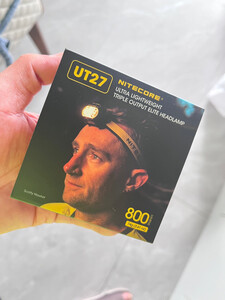 UT27
NITECORE
ULTRA LIGHTWEIGHT
TRIPLE OUTPUT ELITE HEADLAMP
800